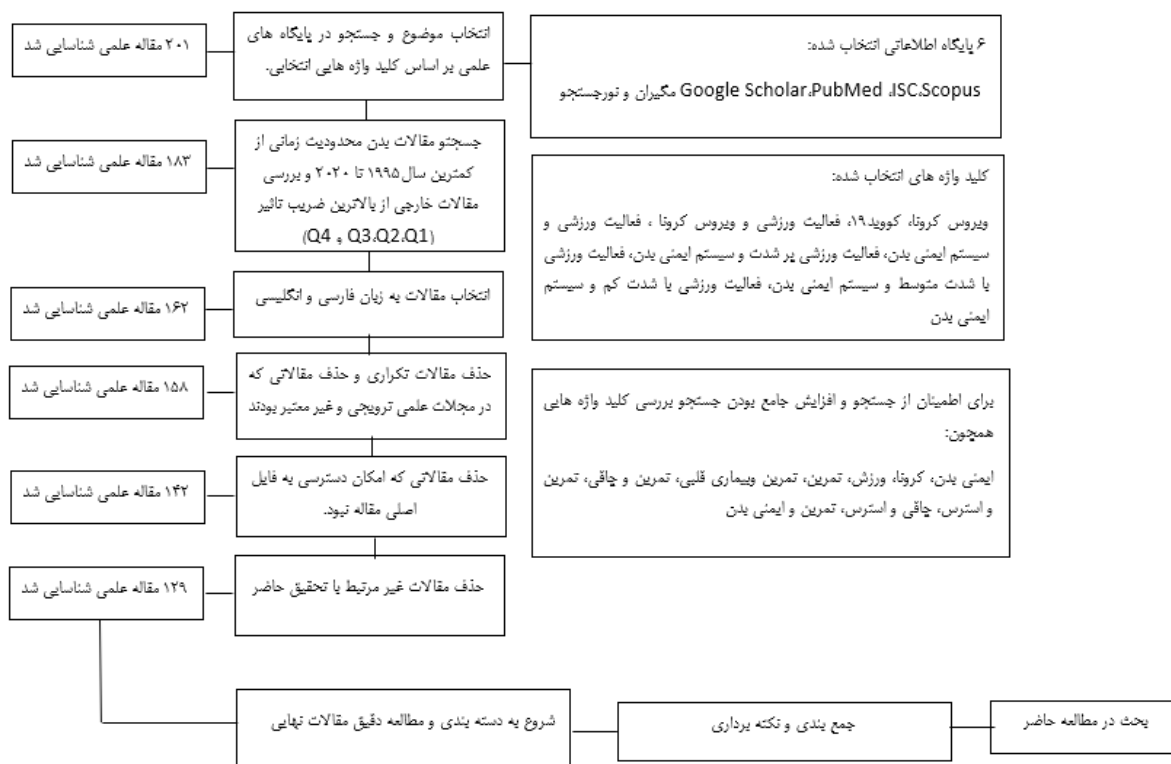 انتخاب موضوع و جستجو در پایگاه های
علمی بر اساس کلید واژه هایی انتخابی.
۲۰۱ مقاله علمی شناسایی شد
۶ پایگاه اطلاعاتی انتخاب شده:
Google Scholar،PubMed ،ISC،Scopus مگیران و نورجستجو
جسجتو مقالات بدن محدودیت زمانی از
کمترین سال ۱۹۹۵ تا ۲۰۲۰ و بررسی
مقالات خارجی از بالاترین ضریب تاثیر
(Q3،Q2،Q1 و Q4)
۱۸۳ مقاله علمی شناسایی شد
کلید واژه های انتخاب شده:
ویروس کرونا، کووید۱۹، فعالیت ورزشی و ویروس کرونا ، فعالیت ورزشی و
سیستم ایمنی بدن، فعالیت ورزشی پر شدت و سیستم ایمنی بدن، فعالیت ورزشی
با شدت متوسط و سیستم ایمنی بدن، فعالیت ورزشی با شدت کم و سیستم
ایمنی بدن
انتخاب مقالات به زبان فارسی و انگلیسی
۱۶۲ مقاله علمی شناسایی شد
حذف مقالات تکراری و حذف مقالاتی که
در مجلات علمی ترویجی و غیر معتبر بودند
۱۵۸ مقاله علمی شناسایی شد
برای اطمینان از جستجو و افزایش جامع بودن جستجو بررسی کلید واژه هایی
همچون:
ایمنی بدن، کرونا، ورزش، تمرین، تمرین وبیماری قلبی، تمرین و چاقی، تمرین
و استرس، چاقی و استرس، تمرین و ایمنی بدن
حذف مقالاتی که امکان دسترسی به فایل
اصلی مقاله نبود.
۱۴۲ مقاله علمی شناسایی شد
حذف مقالات غیر مرتبط با تحقیق حاضر
۱۲۹ مقاله علمی شناسایی شد
شروع به دسته بندی و مطالعه دقیق مقالات نهایی
جمع بندی و نکته برداری
بحث در مطالعه حاضر